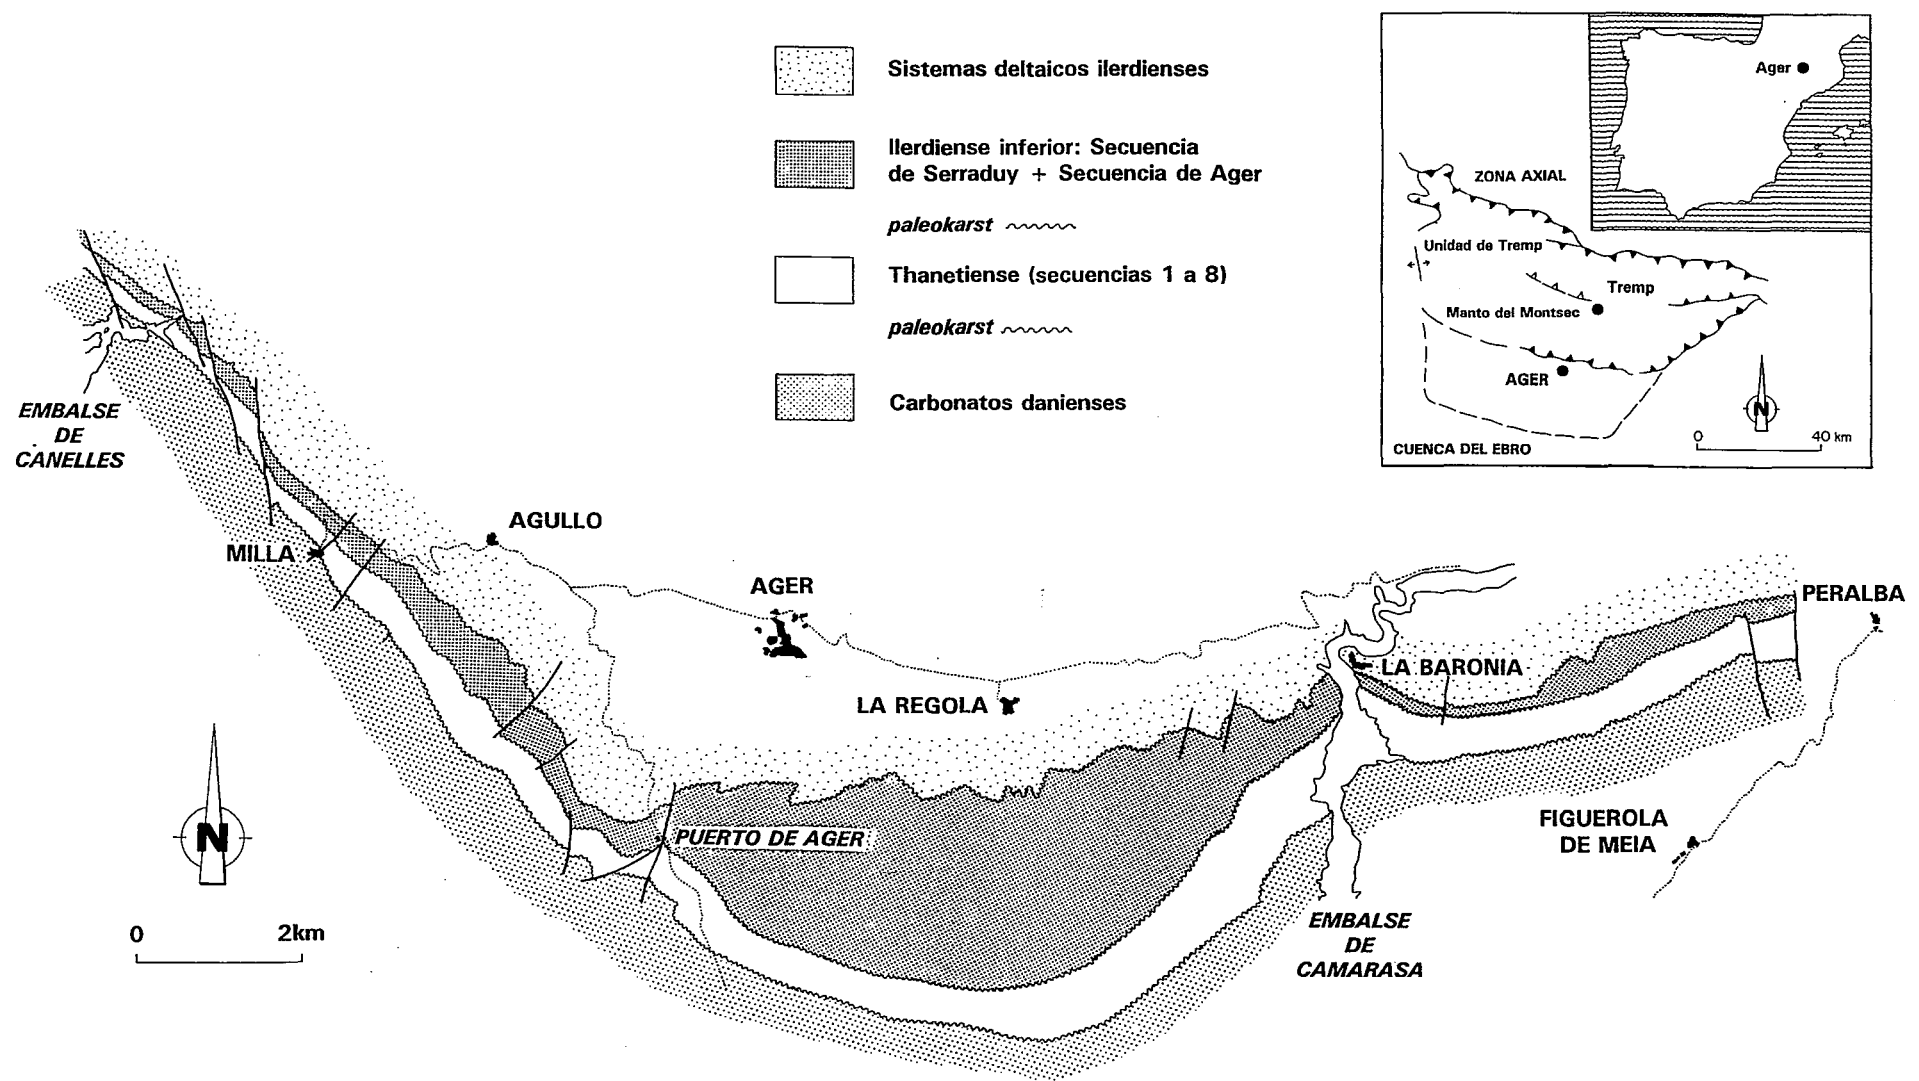 Sistemas deltaicos ilerdienses
Ilerdiense inferior: Secuencia
de Serraduy + Secuencia de Ager
paleokarst
Thanetiense (secuencias 1 a 8)
paleokarst
Carbonatos danienses
Ager
ZONA AXIAL
Unidad de Tremp
Tremp
Manto del Montsec
AGER
N
0 40 km
CUENCA DEL EBRO
EMBALSE
DE
CANELLES
AGULLO
MILLA
AGER
PERALBA
LA BARONIA
LA REGOLA
PUERTO DE AGER
FIGUEROLA
DE MEIA
N
EMBALSE
DE
CAMARASA
0 2km